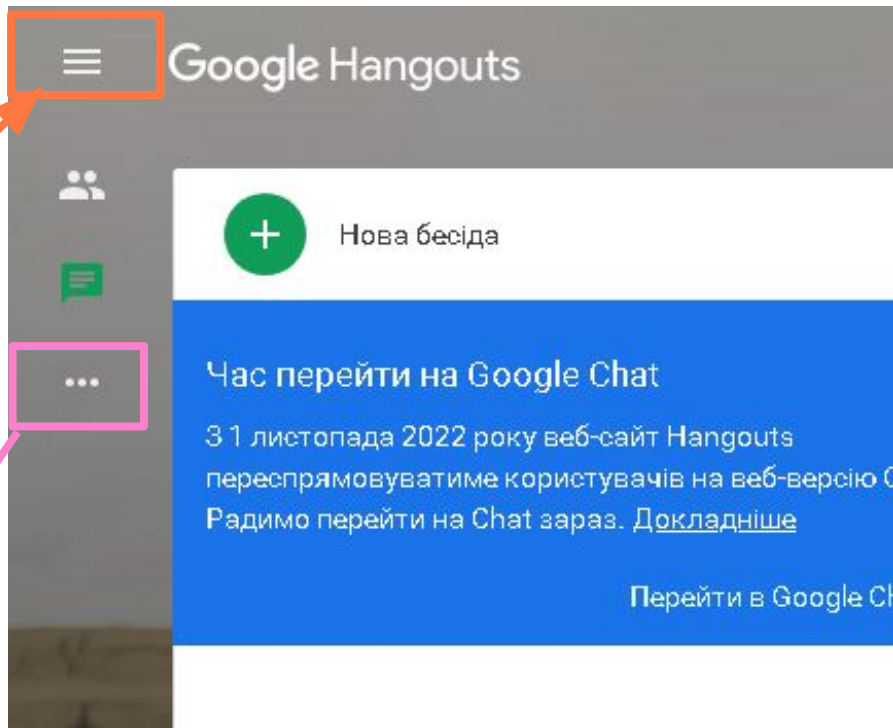 Google Hangouts
Нова бесіда
Час перейти на Google Chat
З 1 листопада 2022 року веб-сайт Hangouts
переспрямовуватиме користувачів на веб-версію
Радимо перейти на Chat зараз. Докладніше
Перейти в Google